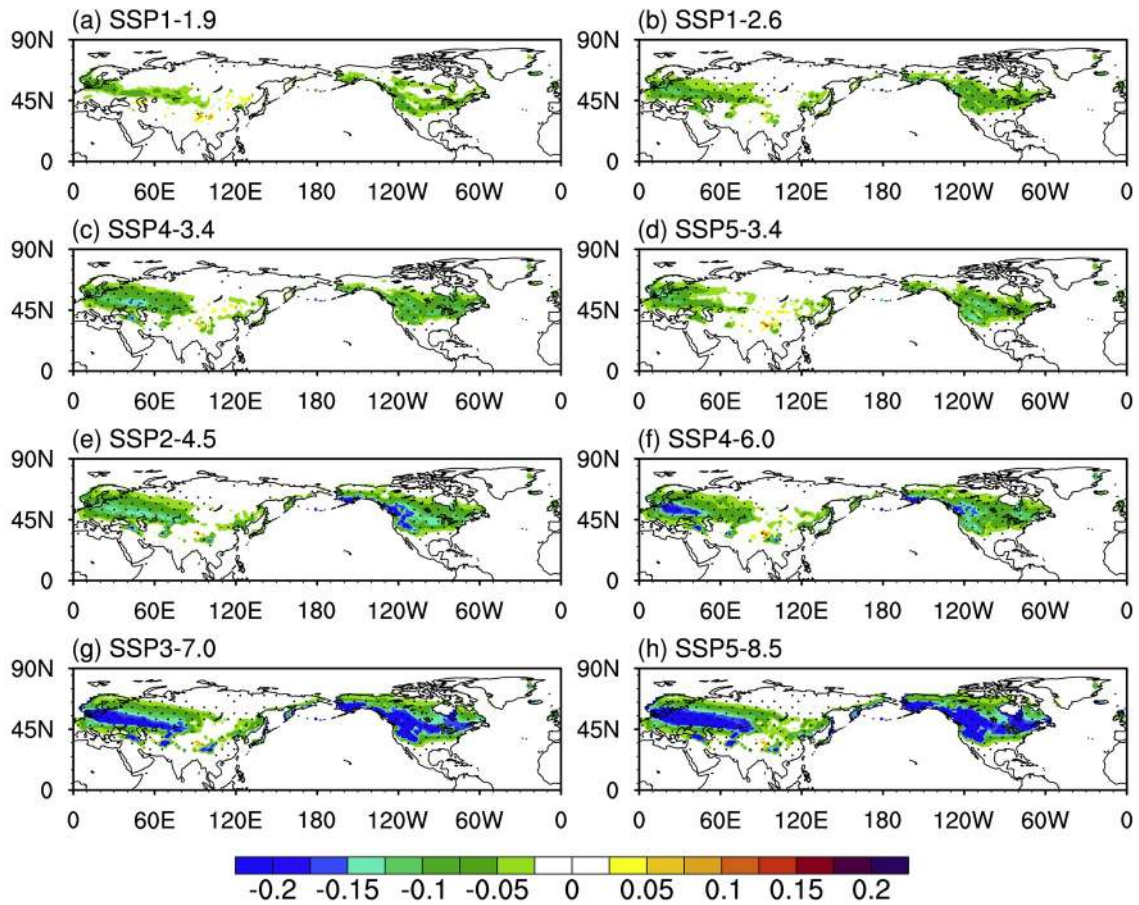 (a) SSP1-1.9
90N
45N
0
0 60E 120E 180 120W 60W 0
(b) SSP1-2.6
90N
45N
0
0 60E 120E 180 120W 60W 0
(c) SSP4-3.4
90N
45N
0
0 60E 120E 180 120W 60W 0
(d) SSP5-3.4
90N
45N
0
0 60E 120E 180 120W 60W 0
(e) SSP2-4.5
90N
45N
0
0 60E 120E 180 120W 60W 0
(f) SSP4-6.0
90N
45N
0
0 60E 120E 180 120W 60W 0
(g) SSP3-7.0
90N
45N
0
0 60E 120E 180 120W 60W 0
(h) SSP5-8.5
90N
45N
0
0 60E 120E 180 120W 60W 0
-0.2 -0.15 -0.1 -0.05 0 0.05 0.1 0.15 0.2